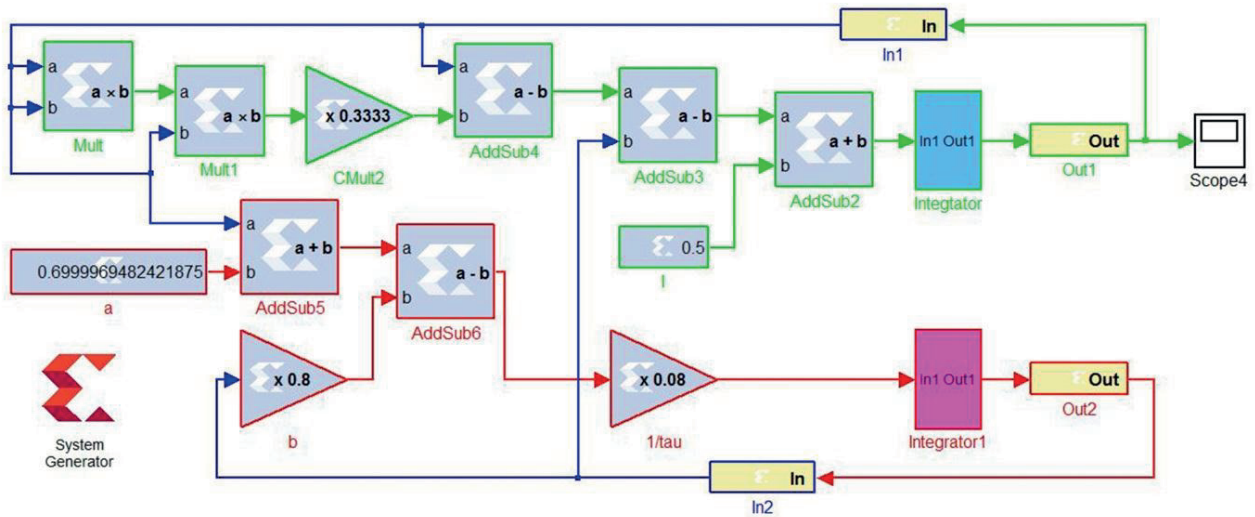 In
In1
a
b
a × b
Mult
a
b
a × b
Mult1
x 0.3333
CMult2
a
b
a - b
AddSub4
a
b
a - b
AddSub3
a
b
a + b
AddSub2
In1 Out1
Integtator
Out
Out1
Scope4
0.5
I
0.6999969482421875
a
a
b
a + b
AddSub5
a
b
a - b
AddSub6
x 0.8
b
x 0.08
1/tau
In1 Out1
Integrator1
Out
Out2
In
In2
System
Generator